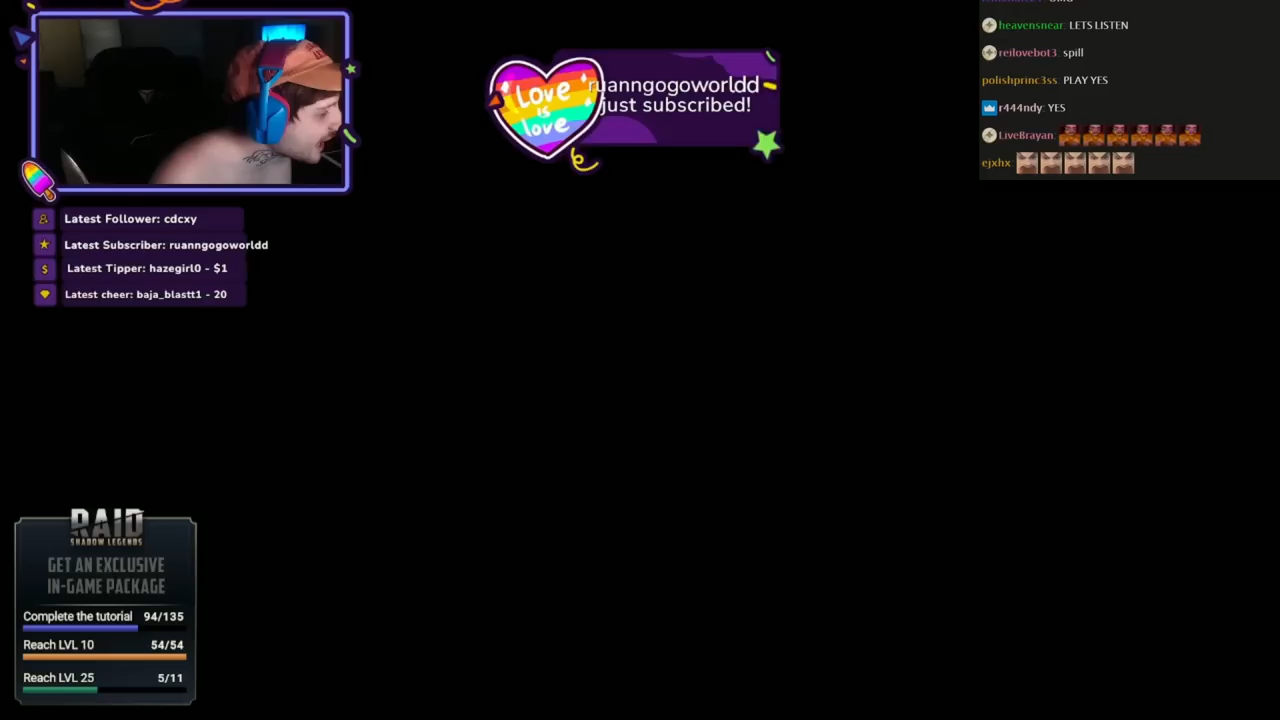 heavensnear: LETS LISTEN
reilovebot3: spill
polishprinc3ss: PLAY YES
r444ndy: YES
LiveBrayan:
ejxhx:
Love
is
love
ruanngogoworldd
just subscribed!
Latest Follower: cdcxy
Latest Subscriber: ruanngogoworldd
Latest Tipper: hazegirl0 - $1
Latest cheer: baja_blastt1 - 20
RAID
SHADOW LEGENDS
GET AN EXCLUSIVE
IN-GAME PACKAGE
Complete the tutorial 94/135
Reach LVL 10 54/54
Reach LVL 25 5/11